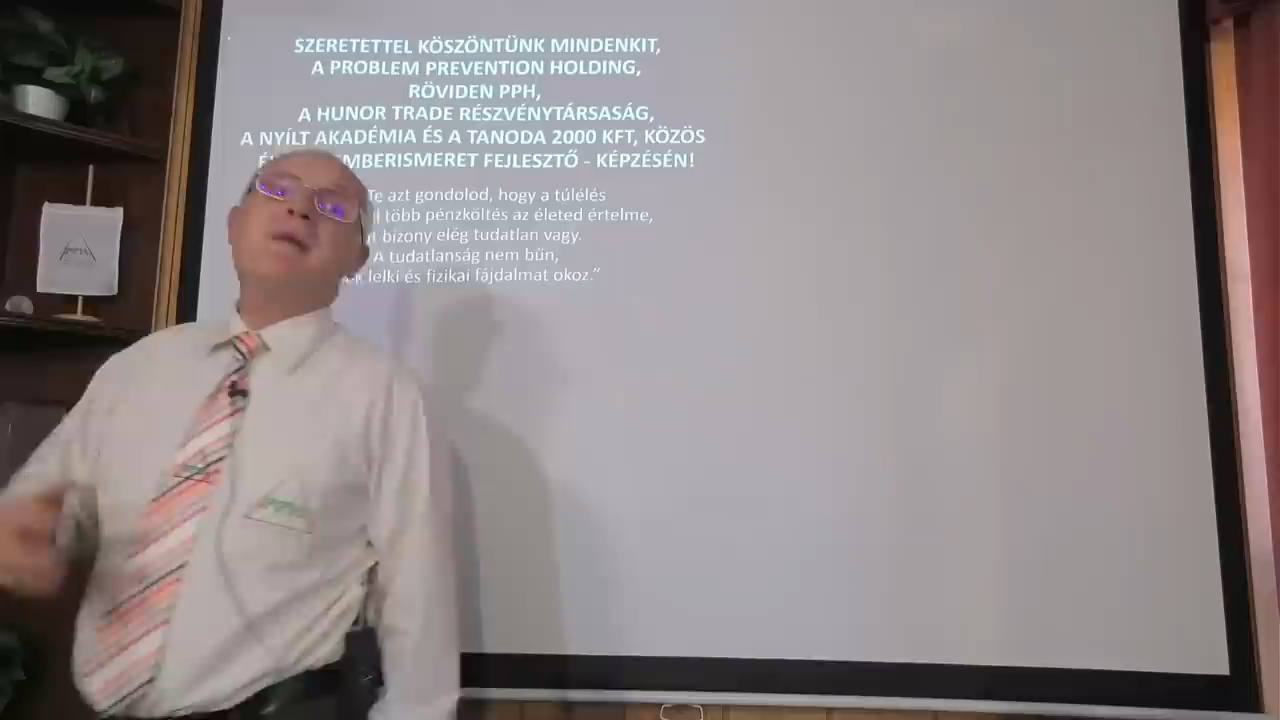 SZERETETTEL KÖSZÖNTÜNK MINDENKIT,
A PROBLEM PREVENTION HOLDING,
RÖVIDEN PPH,
A HUNOR TRADE RÉSZVÉNYTÁRSASÁG,
A NYÍLT AKADÉMIA ÉS A TANODA 2000 KFT, KÖZÖS
MBERISMERET FEJLESZTŐ - KÉPZÉSÉN!
Te azt gondolod, hogy a túlélés
több pénzköltés az életed értelme,
bizony elég tudatlan vagy.
A tudatlanság nem bűn,
lelki és fizikai fájdalmat okoz.”